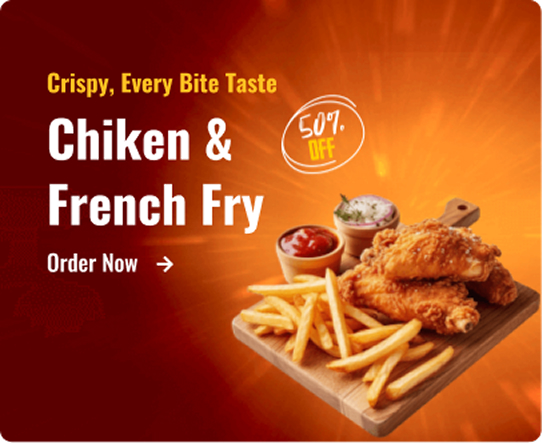 Crispy, Every Bite Taste
Chiken &
French Fry
50%
OFF
Order Now →